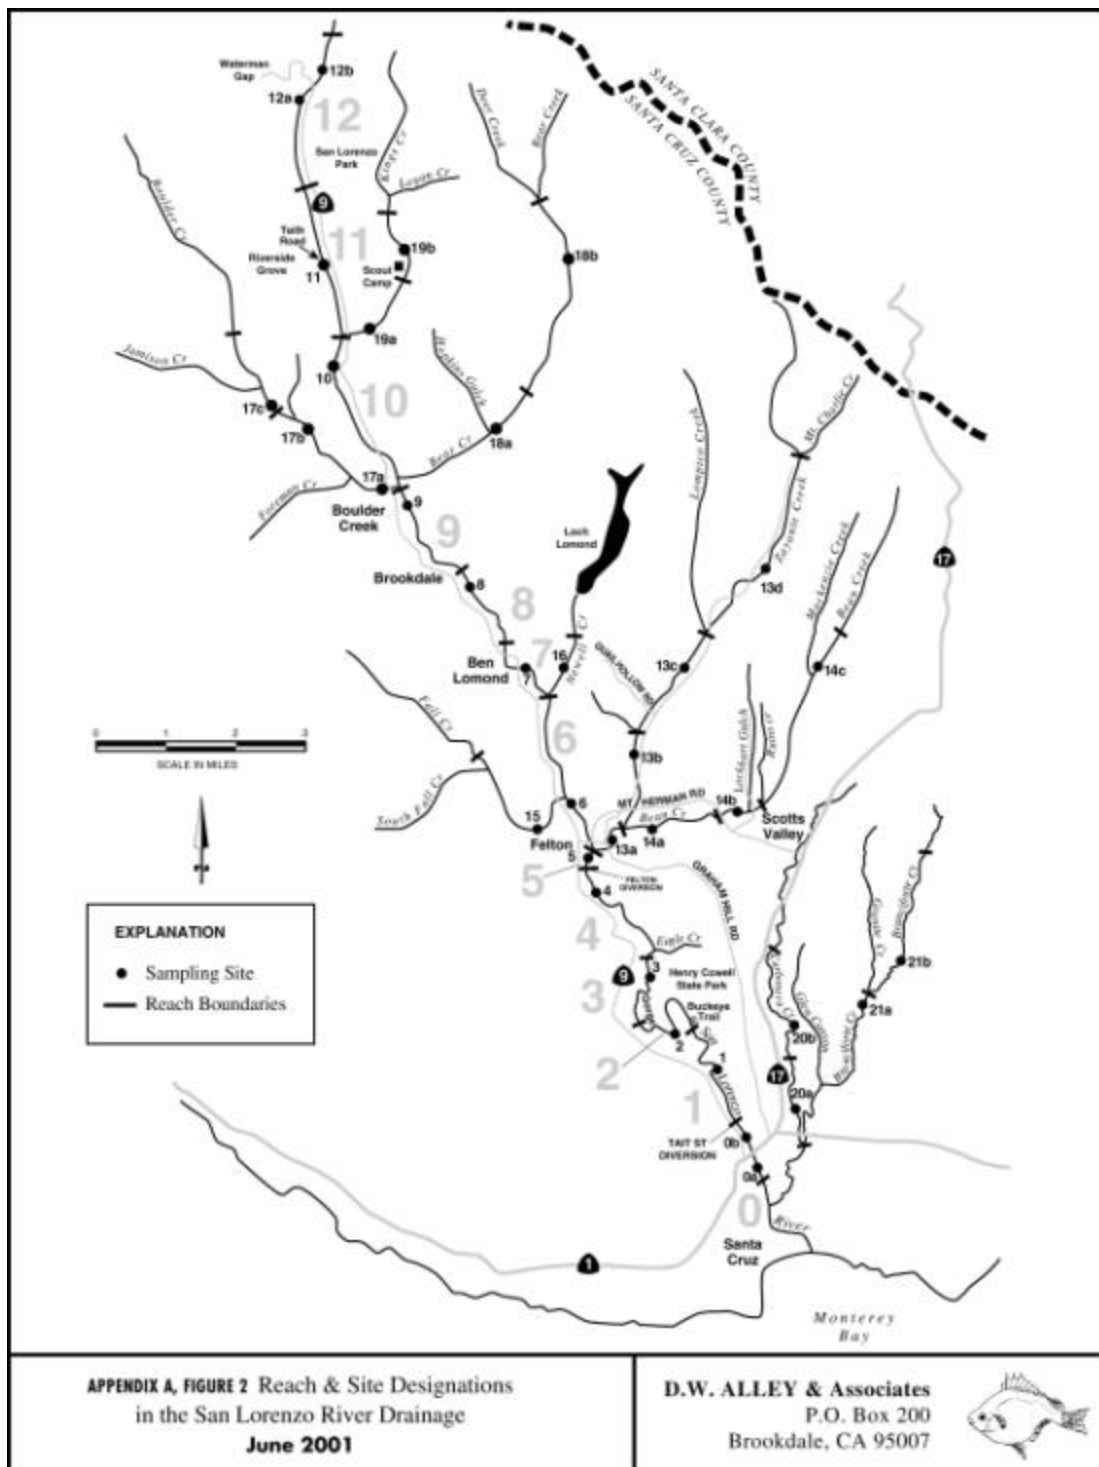 SANTA CLARA COUNTY
SANTA CRUZ COUNTY
Waterman
Gap
12b
12a
12
San Lorenzo
Park
Kings Cr
Logan Cr
Deer Creek
Bear Creek
Boulder Cr
9
11
Riverside
Grove
11
19b
Scout
Camp
18b
19a
Jamison Cr
10
10
Hopkins Gulch
17c
17b
Bear Cr
18a
Lompico Creek
Mt. Charlie Cr
Zayante Creek
17a
Foreman Cr
Boulder
Creek
9
9
Loch
Lomond
17
Brookdale
8
8
13d
MacKenzie Creek
Bean Creek
7
Ben
Lomond
7
16
Newell Cr
QUAIL HOLLOW RD
13c
14c
Fall Cr
6
Lockhart Gulch
13b
0
1
2
3
SCALE IN MILES
South Fall Cr
15
6
MT. HERMAN RD
14b
Bean Cr
Scotts
Valley
Felton
5
13a
14a
5
FELTON
DIVERSION
4
GRAHAM HILL RD
4
Eagle Cr
EXPLANATION
Sampling Site
Reach Boundaries
9
3
3
Henry Cowell
State Park
Buckeye
Trail
2
2
San
Lorenzo
1
1
Glen Canyon
20b
17
20a
Branciforte Cr
21b
21a
TAIT ST
DIVERSION
0b
0a
0
River
Santa
Cruz
1
Monterey
Bay
APPENDIX A, FIGURE 2 Reach & Site Designations
in the San Lorenzo River Drainage
June 2001
D.W. ALLEY & Associates
P.O. Box 200
Brookdale, CA 95007